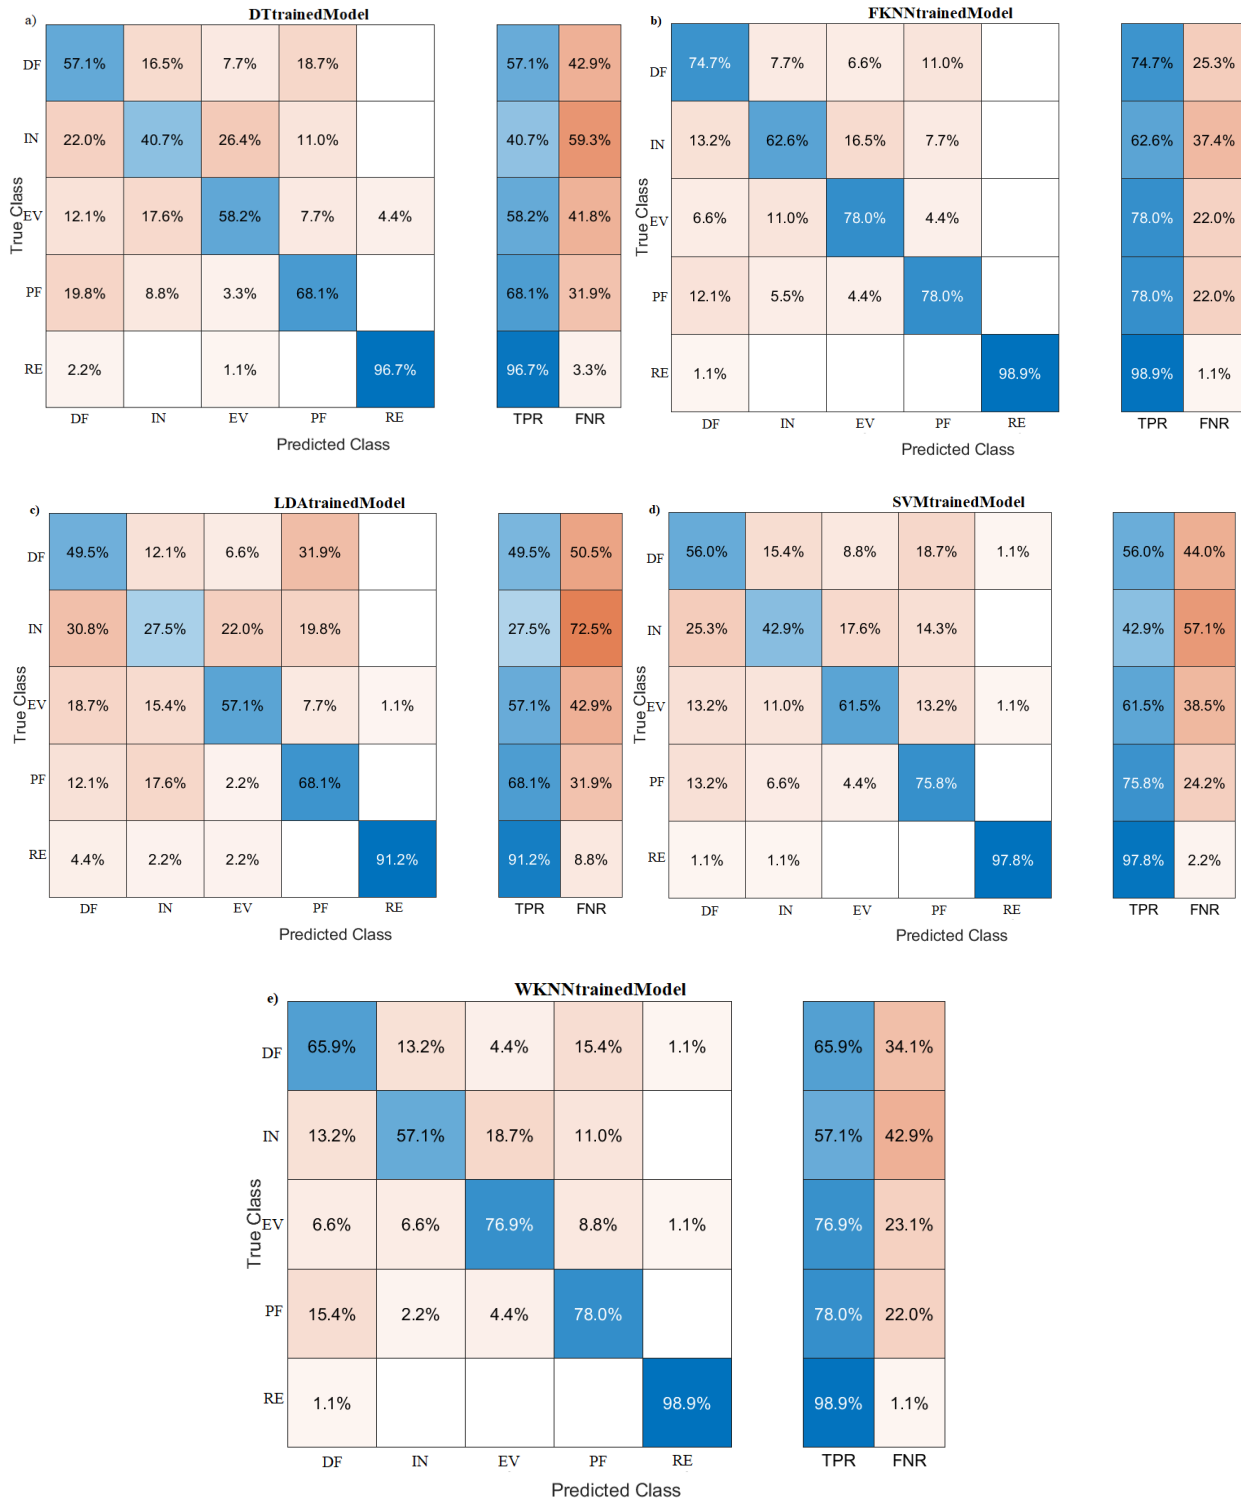 a) DTtrainedModel
DF 57.1% 16.5% 7.7% 18.7% 57.1% 42.9%
IN 22.0% 40.7% 26.4% 11.0% 40.7% 59.3%
EV 12.1% 17.6% 58.2% 7.7% 4.4% 58.2% 41.8%
PF 19.8% 8.8% 3.3% 68.1% 68.1% 31.9%
RE 2.2% 1.1% 96.7% 96.7% 3.3%
True Class
DF IN EV PF RE TPR FNR
Predicted Class
b) FKNNtrainedModel
DF 74.7% 7.7% 6.6% 11.0% 74.7% 25.3%
IN 13.2% 62.6% 16.5% 7.7% 62.6% 37.4%
EV 6.6% 11.0% 78.0% 4.4% 78.0% 22.0%
PF 12.1% 5.5% 4.4% 78.0% 78.0% 22.0%
RE 1.1% 98.9% 98.9% 1.1%
True Class
DF IN EV PF RE TPR FNR
Predicted Class
c) LDAtrainedModel
DF 49.5% 12.1% 6.6% 31.9% 49.5% 50.5%
IN 30.8% 27.5% 22.0% 19.8% 27.5% 72.5%
EV 18.7% 15.4% 57.1% 7.7% 1.1% 57.1% 42.9%
PF 12.1% 17.6% 2.2% 68.1% 68.1% 31.9%
RE 4.4% 2.2% 2.2% 91.2% 91.2% 8.8%
True Class
DF IN EV PF RE TPR FNR
Predicted Class
d) SVMtrainedModel
DF 56.0% 15.4% 8.8% 18.7% 1.1% 56.0% 44.0%
IN 25.3% 42.9% 17.6% 14.3% 42.9% 57.1%
EV 13.2% 11.0% 61.5% 13.2% 1.1% 61.5% 38.5%
PF 13.2% 6.6% 4.4% 75.8% 75.8% 24.2%
RE 1.1% 1.1% 97.8% 97.8% 2.2%
True Class
DF IN EV PF RE TPR FNR
Predicted Class
e) WKNNtrainedModel
DF 65.9% 13.2% 4.4% 15.4% 1.1% 65.9% 34.1%
IN 13.2% 57.1% 18.7% 11.0% 57.1% 42.9%
EV 6.6% 6.6% 76.9% 8.8% 1.1% 76.9% 23.1%
PF 15.4% 2.2% 4.4% 78.0% 78.0% 22.0%
RE 1.1% 98.9% 98.9% 1.1%
True Class
DF IN EV PF RE TPR FNR
Predicted Class